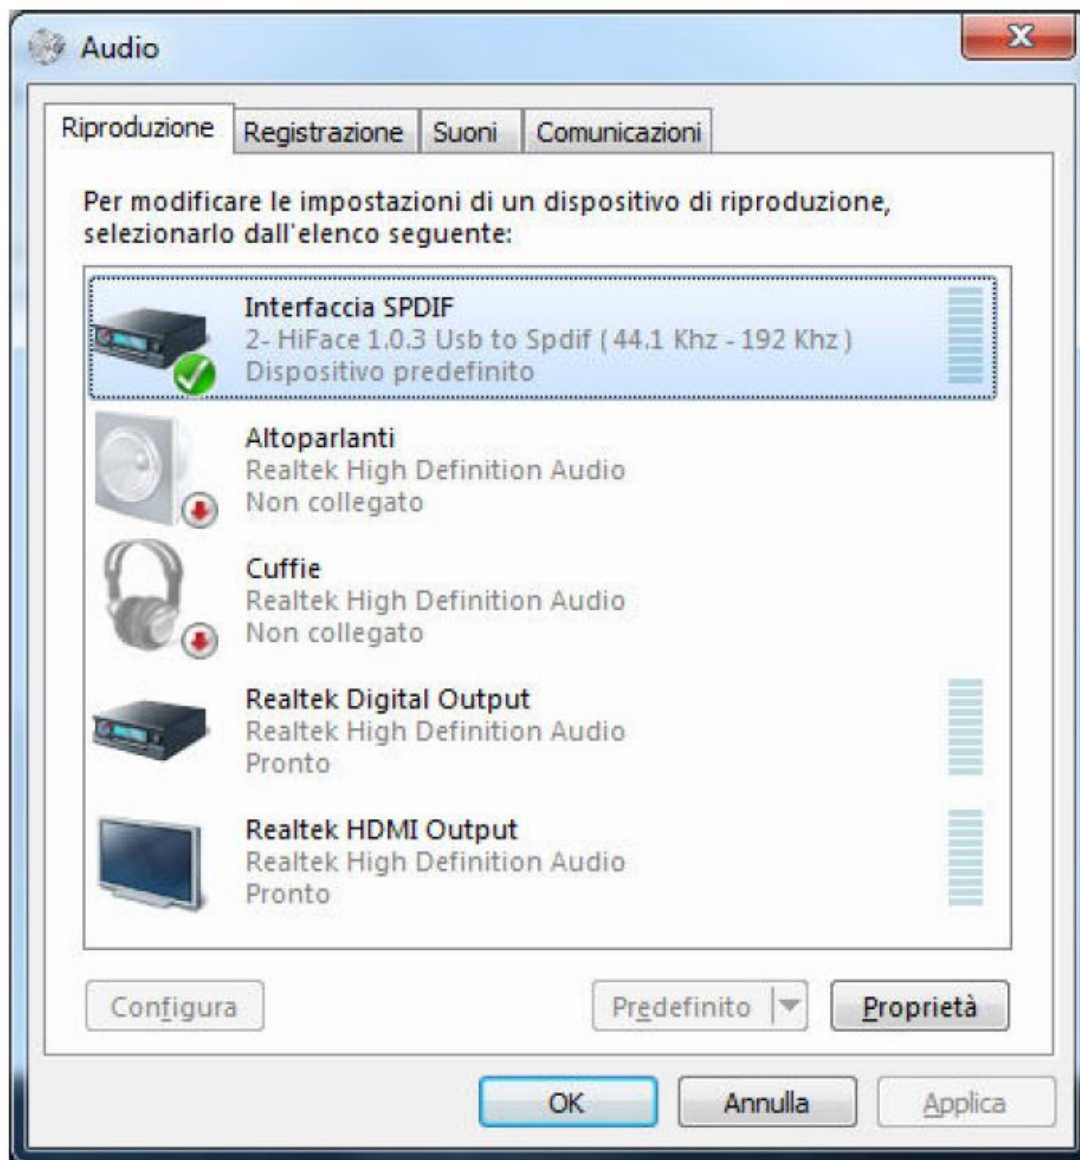 Audio
Riproduzione Registrazione Suoni Comunicazioni
Per modificare le impostazioni di un dispositivo di riproduzione,
selezionarlo dall'elenco seguente:
Interfaccia SPDIF
2- HiFace 1.0.3 Usb to Spdif ( 44.1 Khz - 192 Khz )
Dispositivo predefinito
Altoparlanti
Realtek High Definition Audio
Non collegato
Cuffie
Realtek High Definition Audio
Non collegato
Realtek Digital Output
Realtek High Definition Audio
Pronto
Realtek HDMI Output
Realtek High Definition Audio
Pronto
Configura Predefinito Proprietà
OK Annulla Applica